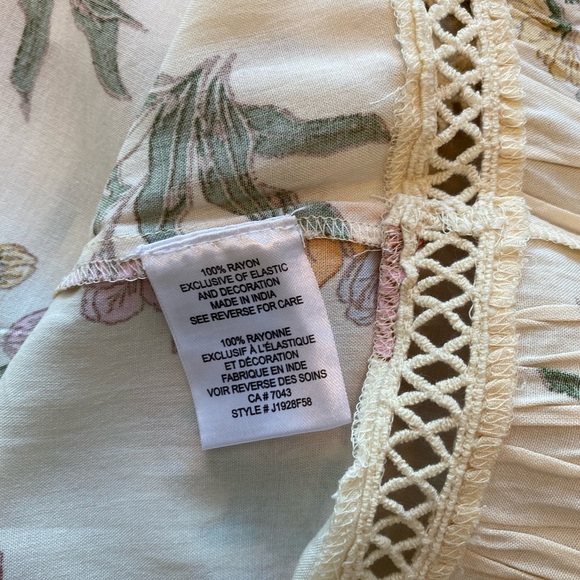 100% RAYON
EXCLUSIVE OF ELASTIC
AND DECORATION
MADE IN INDIA
SEE REVERSE FOR CARE
100% RAYONNE
EXCLUSIF À L'ÉLASTIQUE
ET DÉCORATION
FABRIQUE EN INDE
VOIR REVERSE DES SOINS
CA # 7043
STYLE # J1928F58